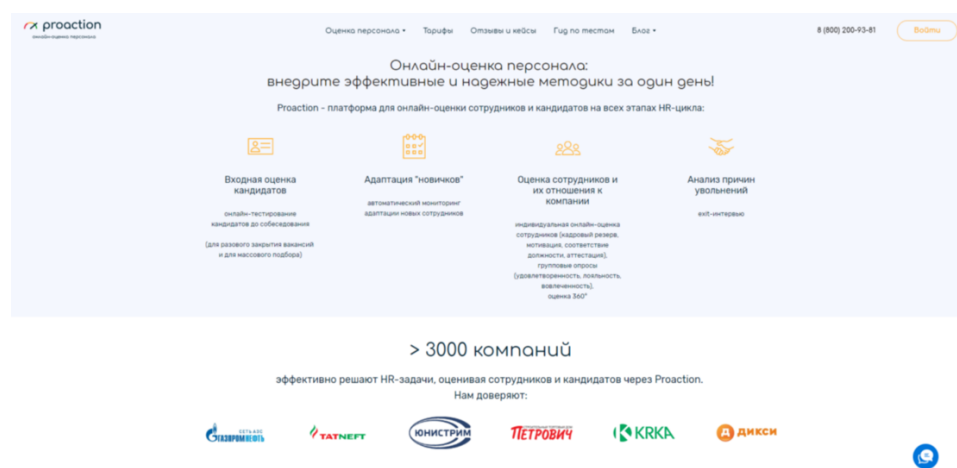 proaction
онлайн-оценка персонала
Оценка персонала
Тарифы
Отзывы и кейсы
Гид по тестам
Блог
8 (800) 200-93-81
Войти
Онлайн-оценка персонала:
внедрите эффективные и надежные методики за один день!
Proaction - платформа для онлайн-оценки сотрудников и кандидатов на всех этапах HR-цикла:
Входная оценка
кандидатов
онлайн-тестирование
кандидатов до собеседования
(для разового закрытия вакансий
и для массового подбора)
Адаптация "новичков"
автоматический мониторинг
адаптации новых сотрудников
Оценка сотрудников и
их отношения к
компании
индивидуальная онлайн-оценка
сотрудников (кадровый резерв,
мотивация, соответствие
должности, аттестация),
групповые опросы
(удовлетворенность, лояльность,
вовлеченность),
оценка 360°
Анализ причин
увольнений
exit-интервью
> 3000 компаний
эффективно решают HR-задачи, оценивая сотрудников и кандидатов через Proaction.
Нам доверяют:
СЕТЬ АЗС
ГАЗПРОМНЕФТЬ
TATNEFT
ЮНИСТРИМ
ПЕТРОВИЧ
KRKA
Д ДИКСИ